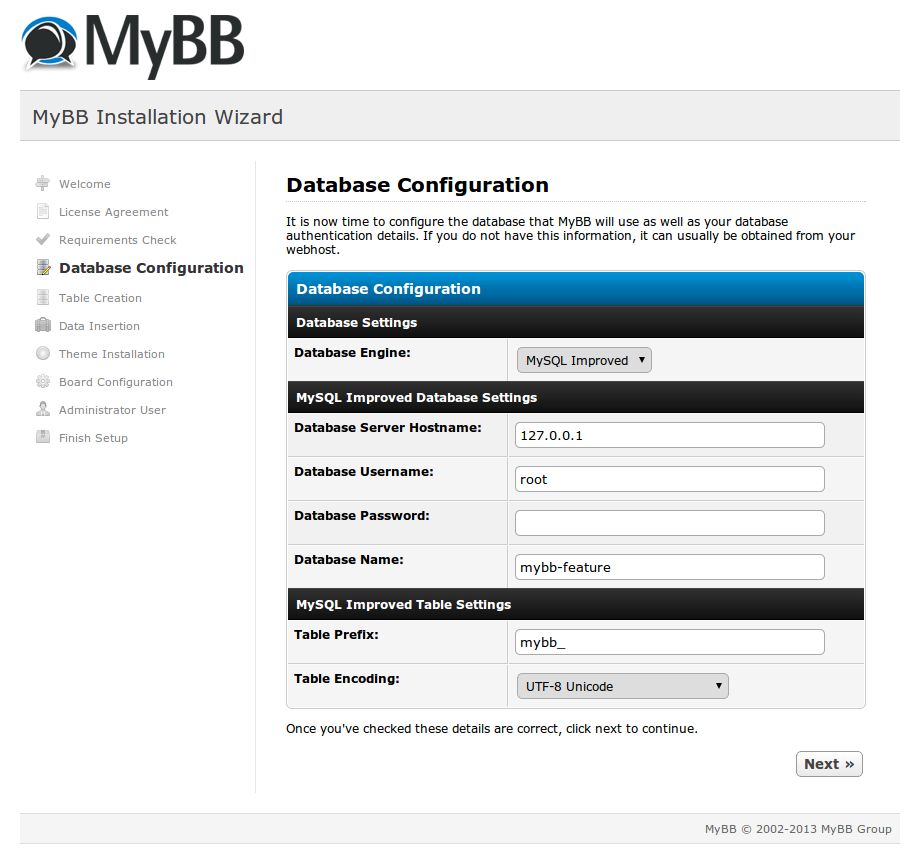 MyBB
MyBB Installation Wizard
Welcome
License Agreement
Requirements Check
Database Configuration
Table Creation
Data Insertion
Theme Installation
Board Configuration
Administrator User
Finish Setup
Database Configuration
It is now time to configure the database that MyBB will use as well as your database
authentication details. If you do not have this information, it can usually be obtained from your
webhost.
Database Configuration
Database Settings
Database Engine: MySQL Improved
MySQL Improved Database Settings
Database Server Hostname: 127.0.0.1
Database Username: root
Database Password:
Database Name: mybb-feature
MySQL Improved Table Settings
Table Prefix: mybb_
Table Encoding: UTF-8 Unicode
Once you've checked these details are correct, click next to continue.
Next »
MyBB © 2002-2013 MyBB Group